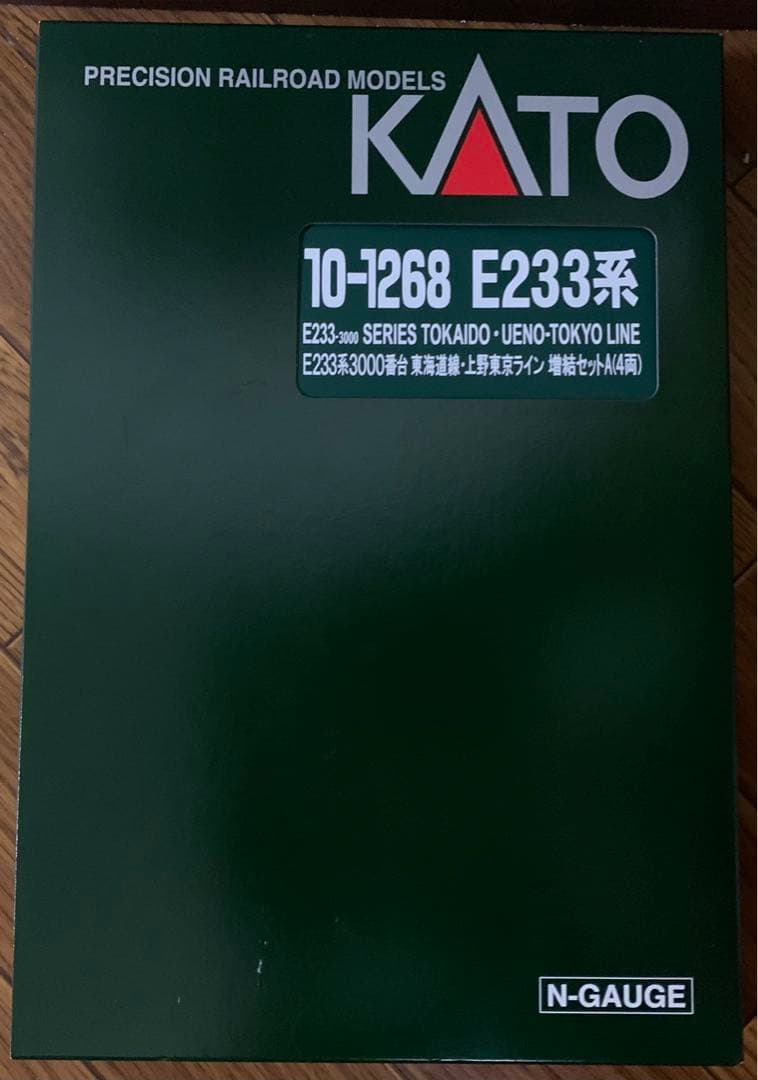 PRECISION RAILROAD MODELS
KATO
10-1268 E233系
E233-3000 SERIES TOKAIDO・UENO-TOKYO LINE
E233系3000番台 東海道線・上野東京ライン 増結セットA(4両)
N-GAUGE